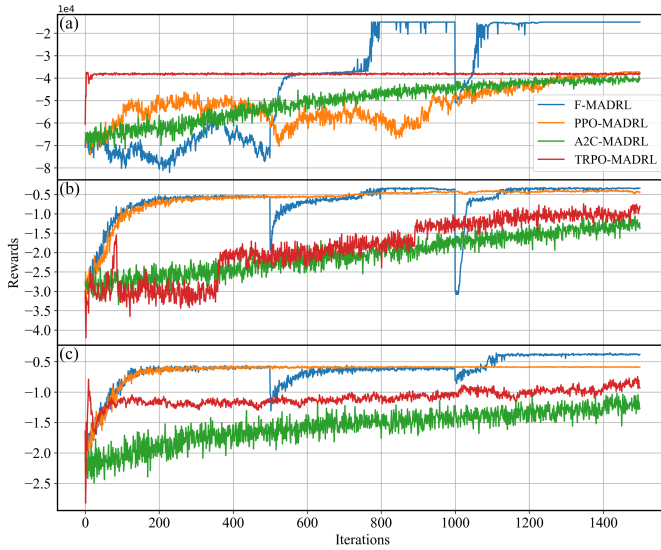 1e4
(a)
−2
−3
−4
−5
−6
−7
−8
F-MADRL
PPO-MADRL
A2C-MADRL
TRPO-MADRL
(b)
−0.5
−1.0
−1.5
−2.0
−2.5
−3.0
−3.5
−4.0
Rewards
(c)
−0.5
−1.0
−1.5
−2.0
−2.5
0 200 400 600 800 1000 1200 1400
Iterations